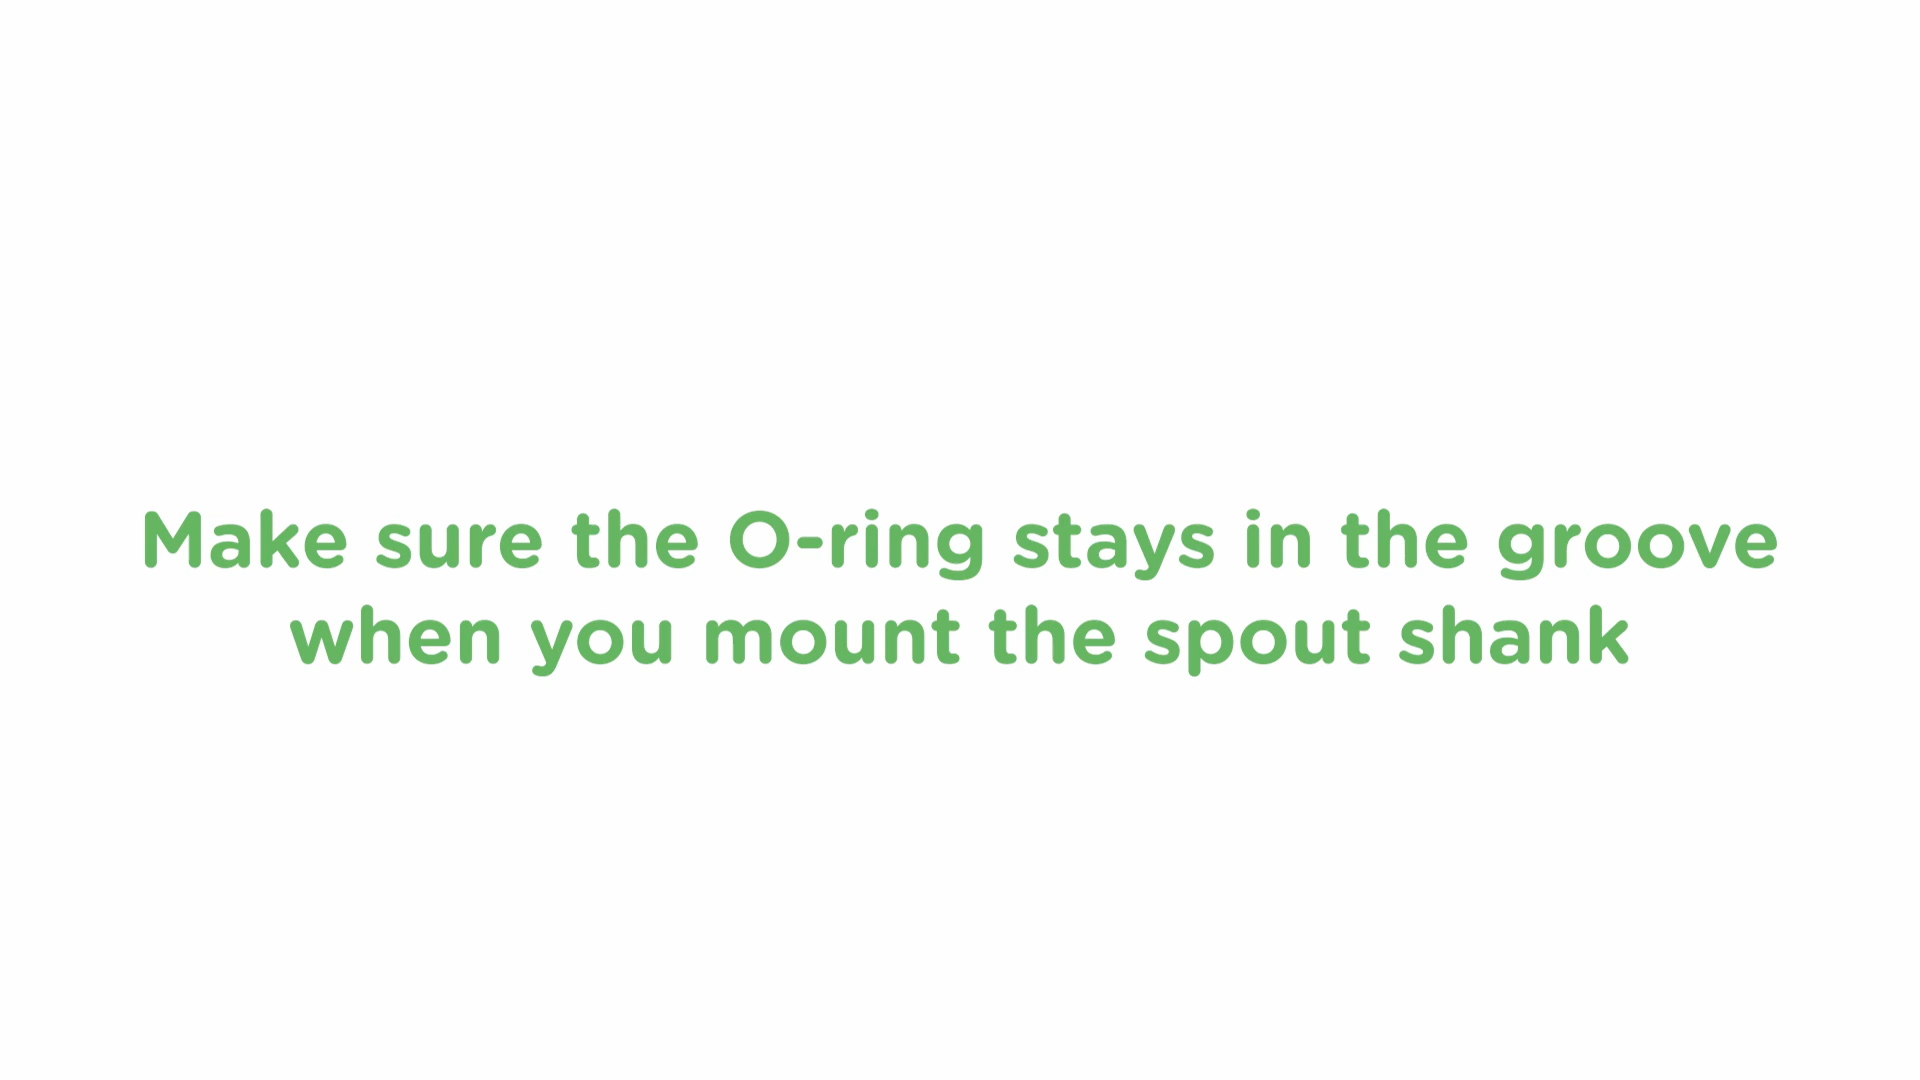 Make sure the O-ring stays in the groove
when you mount the spout shank